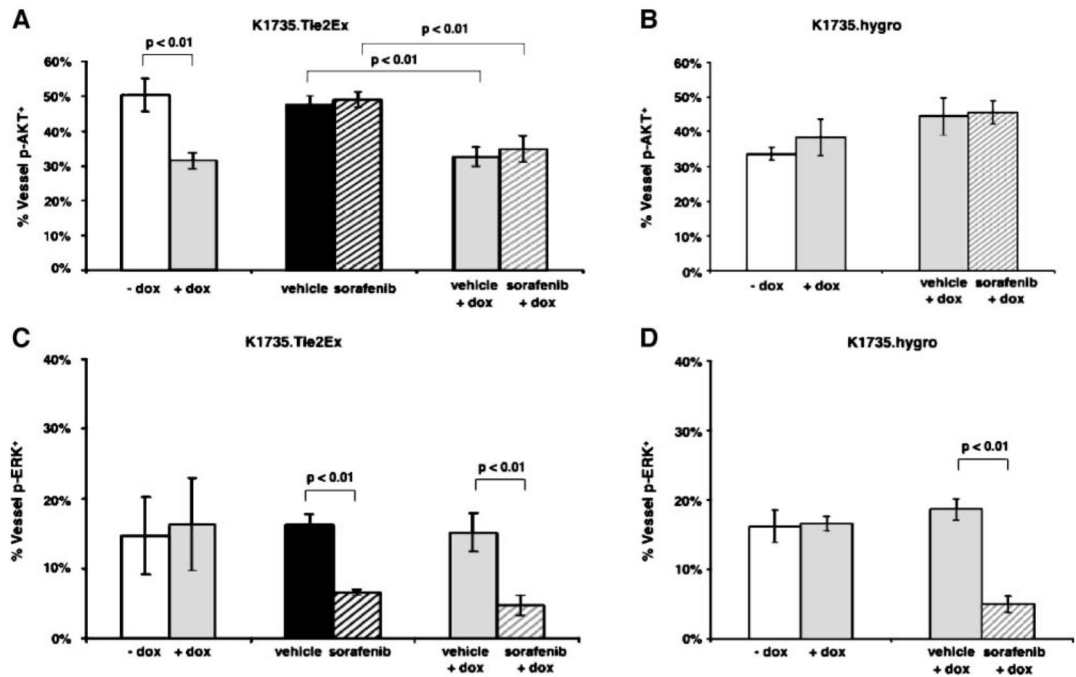 A
K1735.Tie2Ex
p < 0.01
p < 0.01
p < 0.01
60%
50%
40%
30%
20%
10%
0%
% Vessel p-AKT⁺
- dox + dox
vehicle sorafenib
vehicle sorafenib
+ dox + dox
B
K1735.hygro
60%
50%
40%
30%
20%
10%
0%
% Vessel p-AKT⁺
- dox + dox
vehicle sorafenib
+ dox + dox
C
K1735.Tie2Ex
40%
30%
20%
10%
0%
% Vessel p-ERK⁺
p < 0.01
p < 0.01
- dox + dox
vehicle sorafenib
vehicle sorafenib
+ dox + dox
D
K1735.hygro
40%
30%
20%
10%
0%
% Vessel p-ERK⁺
p < 0.01
- dox + dox
vehicle sorafenib
+ dox + dox